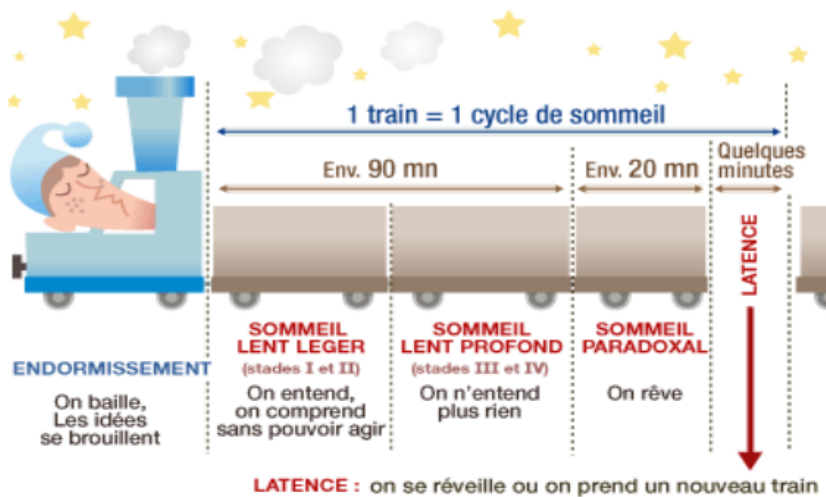 1 train = 1 cycle de sommeil
Env. 90 mn
Env. 20 mn
Quelques
minutes
LATENCE
ENDORMISSEMENT
On baille,
Les idées
se brouillent
SOMMEIL
LENT LEGER
(stades I et II)
On entend,
on comprend
sans pouvoir agir
SOMMEIL
LENT PROFOND
(stades III et IV)
On n'entend
plus rien
SOMMEIL
PARADOXAL
On rêve
LATENCE : on se réveille ou on prend un nouveau train